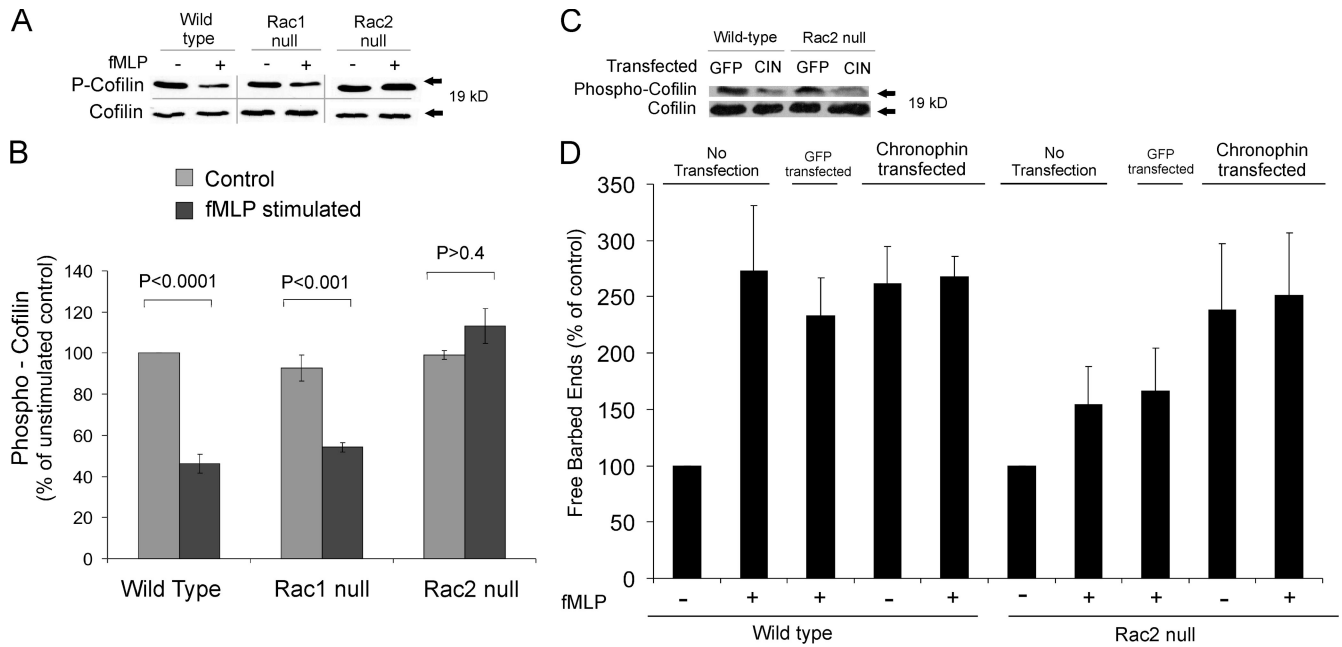 A
Wild type
Rac1 null
Rac2 null
fMLP - + - + - +
P-Cofilin
Cofilin
19 kD
B
Control
fMLP stimulated
Phospho - Cofilin
(% of unstimulated control)
140
120
100
80
60
40
20
0
P<0.0001
P<0.001
P>0.4
Wild Type
Rac1 null
Rac2 null
C
Wild-type
Rac2 null
Transfected GFP CIN GFP CIN
Phospho-Cofilin
Cofilin
19 kD
D
No Transfection
GFP transfected
Chronophin transfected
No Transfection
GFP transfected
Chronophin transfected
Free Barbed Ends (% of control)
350
300
250
200
150
100
50
0
fMLP - + + - + - + + - +
Wild type
Rac2 null